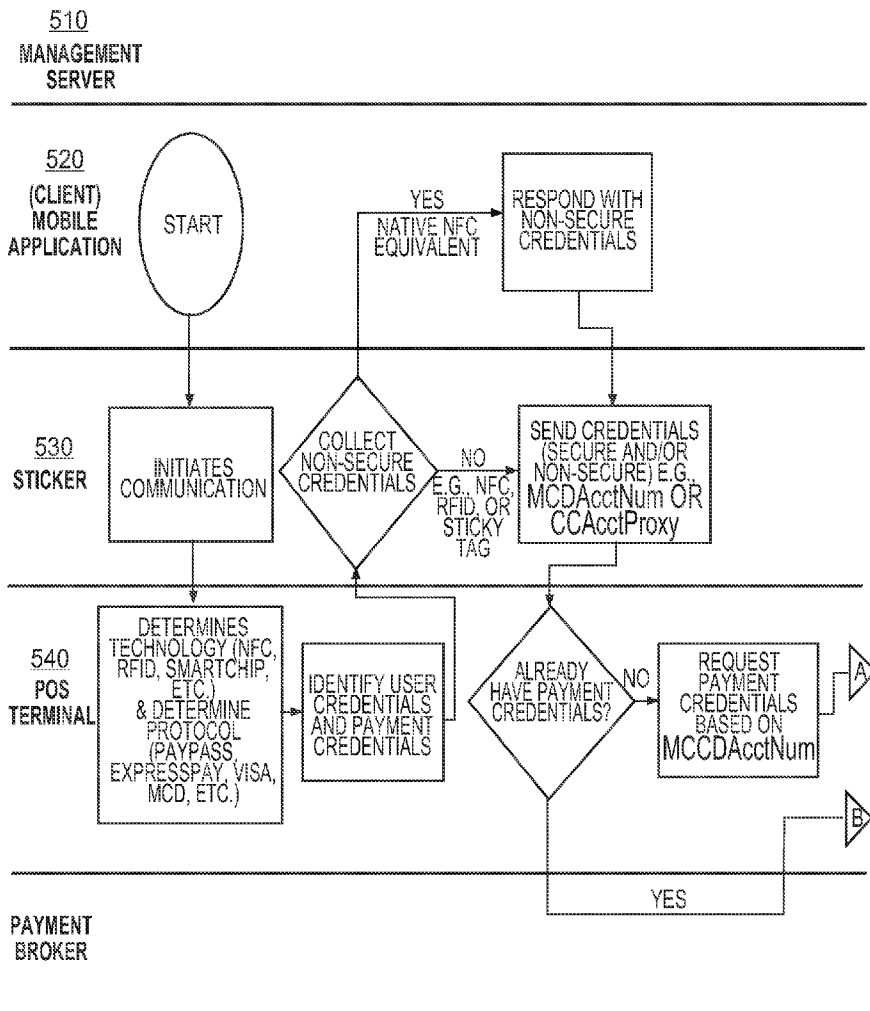 510
MANAGEMENT
SERVER
520
(CLIENT)
MOBILE
APPLICATION
START
YES
NATIVE NFC
EQUIVALENT
RESPOND WITH
NON-SECURE
CREDENTIALS
530
STICKER
INITIATES
COMMUNICATION
COLLECT
NON-SECURE
CREDENTIALS
NO
E.G., NFC,
RFID, OR
STICKY
TAG
SEND CREDENTIALS
(SECURE AND/OR
NON-SECURE) E.G.,
MCDAcctNum OR
CCAcctProxy
540
POS
TERMINAL
DETERMINES
TECHNOLOGY (NFC,
RFID, SMARTCHIP,
ETC.)
& DETERMINE
PROTOCOL
(PAYPASS,
EXPRESSPAY, VISA,
MCD, ETC.)
IDENTIFY USER
CREDENTIALS
AND PAYMENT
CREDENTIALS
ALREADY
HAVE PAYMENT
CREDENTIALS?
NO
REQUEST
PAYMENT
CREDENTIALS
BASED ON
MCCDAcctNum
A
B
YES
PAYMENT
BROKER